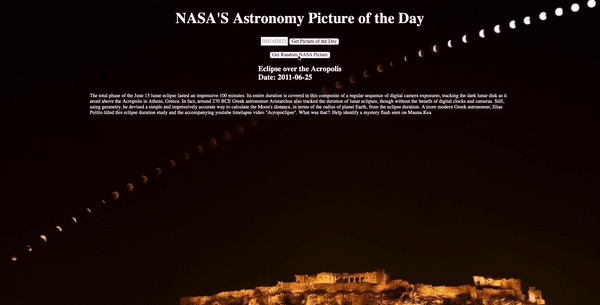 NASA'S Astronomy Picture of the Day
Get Picture of the Day
Get Random NASA Picture
Eclipse over the Acropolis
Date: 2011-06-25
The total phase of the June 15 lunar eclipse lasted an impressive 100 minutes. Its entire duration is covered in this composite of a regular sequence of digital camera exposures, tracking the dark lunar disk as it
arced above the Acropolis in Athens, Greece. In fact, around 270 BCE Greek astronomer Aristarchus also tracked the duration of lunar eclipses, though without the benefit of digital clocks and cameras. Still,
using geometry, he devised a simple and impressively accurate way to calculate the Moon's distance, in terms of the radius of planet Earth, from the eclipse duration. A more modern Greek astronomer, Elias
Politis titled this eclipse duration study and the accompanying youtube timelapse video "Acropoclipse". What was that?: Help identify a mystery flash seen on Mauna Kea